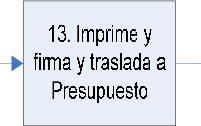 13. Imprime y
firma y traslada a
Presupuesto